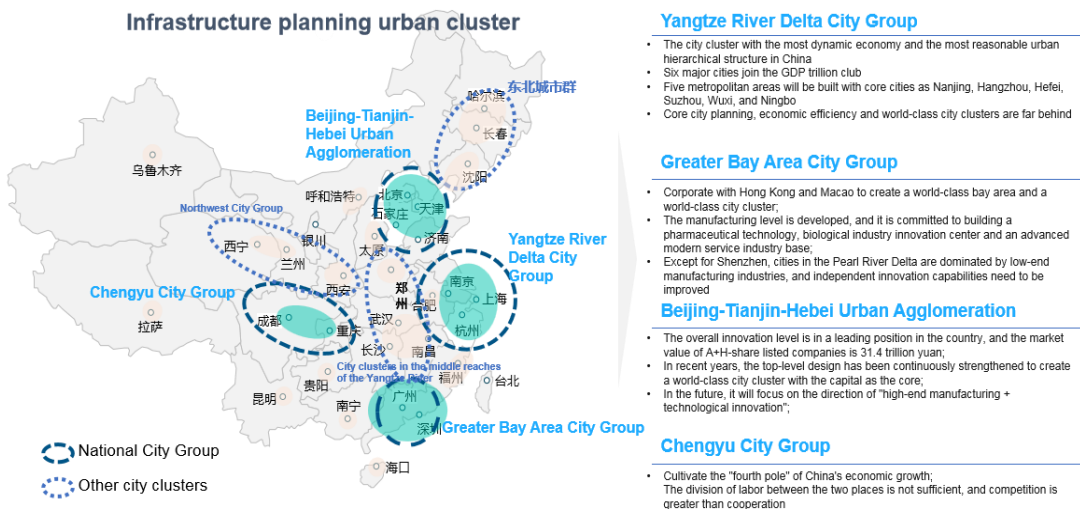 Infrastructure planning urban cluster
东北城市群
哈尔滨
长春
沈阳
Beijing-Tianjin-
Hebei Urban
Agglomeration
乌鲁木齐
呼和浩特
北京
天津
石家庄
Northwest City Group
银川
太原
济南
西宁
兰州
Yangtze River
Delta City
Group
西安
郑
州
南京
合肥
上海
Chengyu City Group
成都
重庆
武汉
杭州
拉萨
长沙
南昌
City clusters in the middle reaches
of the Yangtze River
贵阳
福州
台北
昆明
南宁
广州
深圳
Greater Bay Area City Group
海口
National City Group
Other city clusters
Yangtze River Delta City Group
• The city cluster with the most dynamic economy and the most reasonable urban
hierarchical structure in China
• Six major cities join the GDP trillion club
• Five metropolitan areas will be built with core cities as Nanjing, Hangzhou, Hefei,
Suzhou, Wuxi, and Ningbo
• Core city planning, economic efficiency and world-class city clusters are far behind
Greater Bay Area City Group
• Corporate with Hong Kong and Macao to create a world-class bay area and a
world-class city cluster;
• The manufacturing level is developed, and it is committed to building a
pharmaceutical technology, biological industry innovation center and an advanced
modern service industry base;
• Except for Shenzhen, cities in the Pearl River Delta are dominated by low-end
manufacturing industries, and independent innovation capabilities need to be
improved
Beijing-Tianjin-Hebei Urban Agglomeration
• The overall innovation level is in a leading position in the country, and the market
value of A+H-share listed companies is 31.4 trillion yuan;
• In recent years, the top-level design has been continuously strengthened to create
a world-class city cluster with the capital as the core;
• In the future, it will focus on the direction of "high-end manufacturing +
technological innovation";
Chengyu City Group
• Cultivate the "fourth pole" of China's economic growth;
The division of labor between the two places is not sufficient, and competition is
greater than cooperation